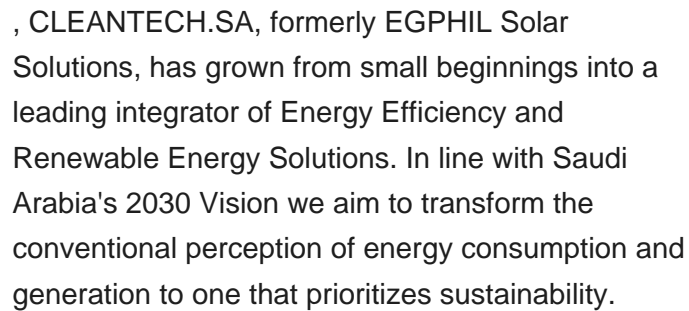 , CLEANTECH.SA, formerly EGPHIL Solar
Solutions, has grown from small beginnings into a
leading integrator of Energy Efficiency and
Renewable Energy Solutions. In line with Saudi
Arabia's 2030 Vision we aim to transform the
conventional perception of energy consumption and
generation to one that prioritizes sustainability.